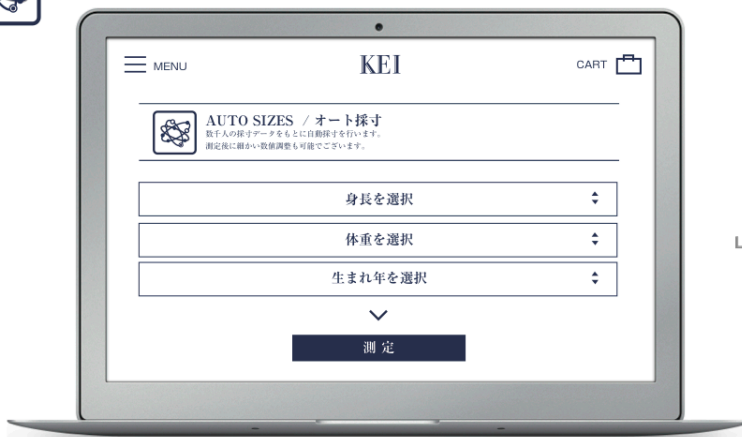 MENU
KEI
CART
AUTO SIZES / オート採寸
数千人の採寸データをもとに自動採寸を行います。
測定後に細かい数値調整も可能でございます。
身長を選択
体重を選択
生まれ年を選択
測定